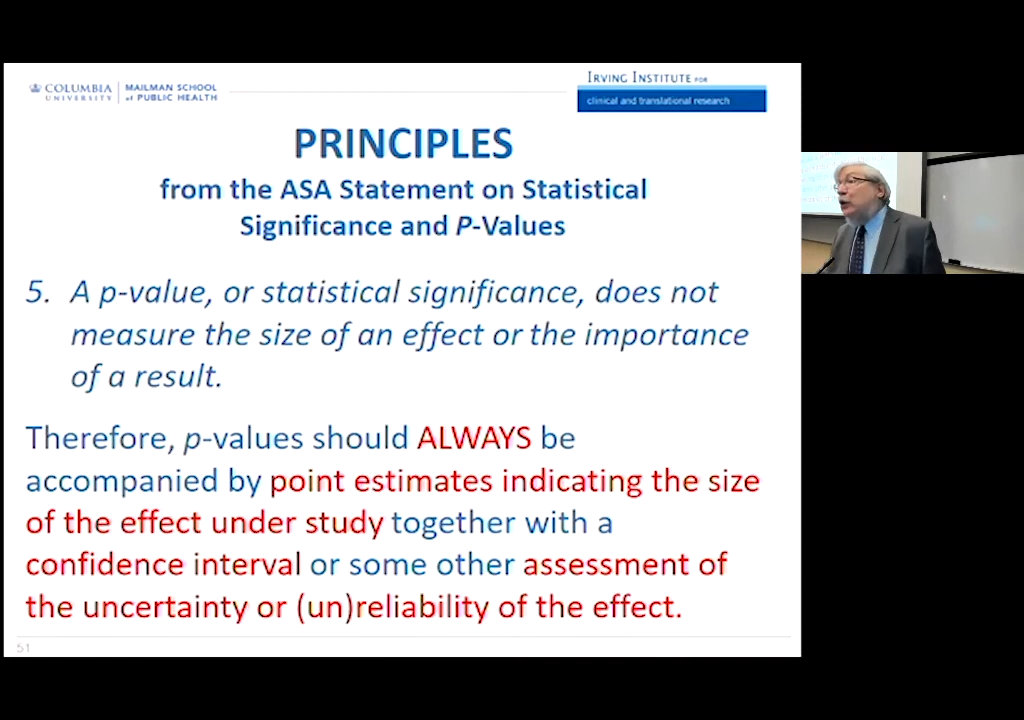 COLUMBIA UNIVERSITY
MAILMAN SCHOOL of PUBLIC HEALTH
IRVING INSTITUTE FOR
clinical and translational research
PRINCIPLES
from the ASA Statement on Statistical
Significance and P-Values
5. A p-value, or statistical significance, does not
measure the size of an effect or the importance
of a result.
Therefore, p-values should ALWAYS be
accompanied by point estimates indicating the size
of the effect under study together with a
confidence interval or some other assessment of
the uncertainty or (un)reliability of the effect.
51